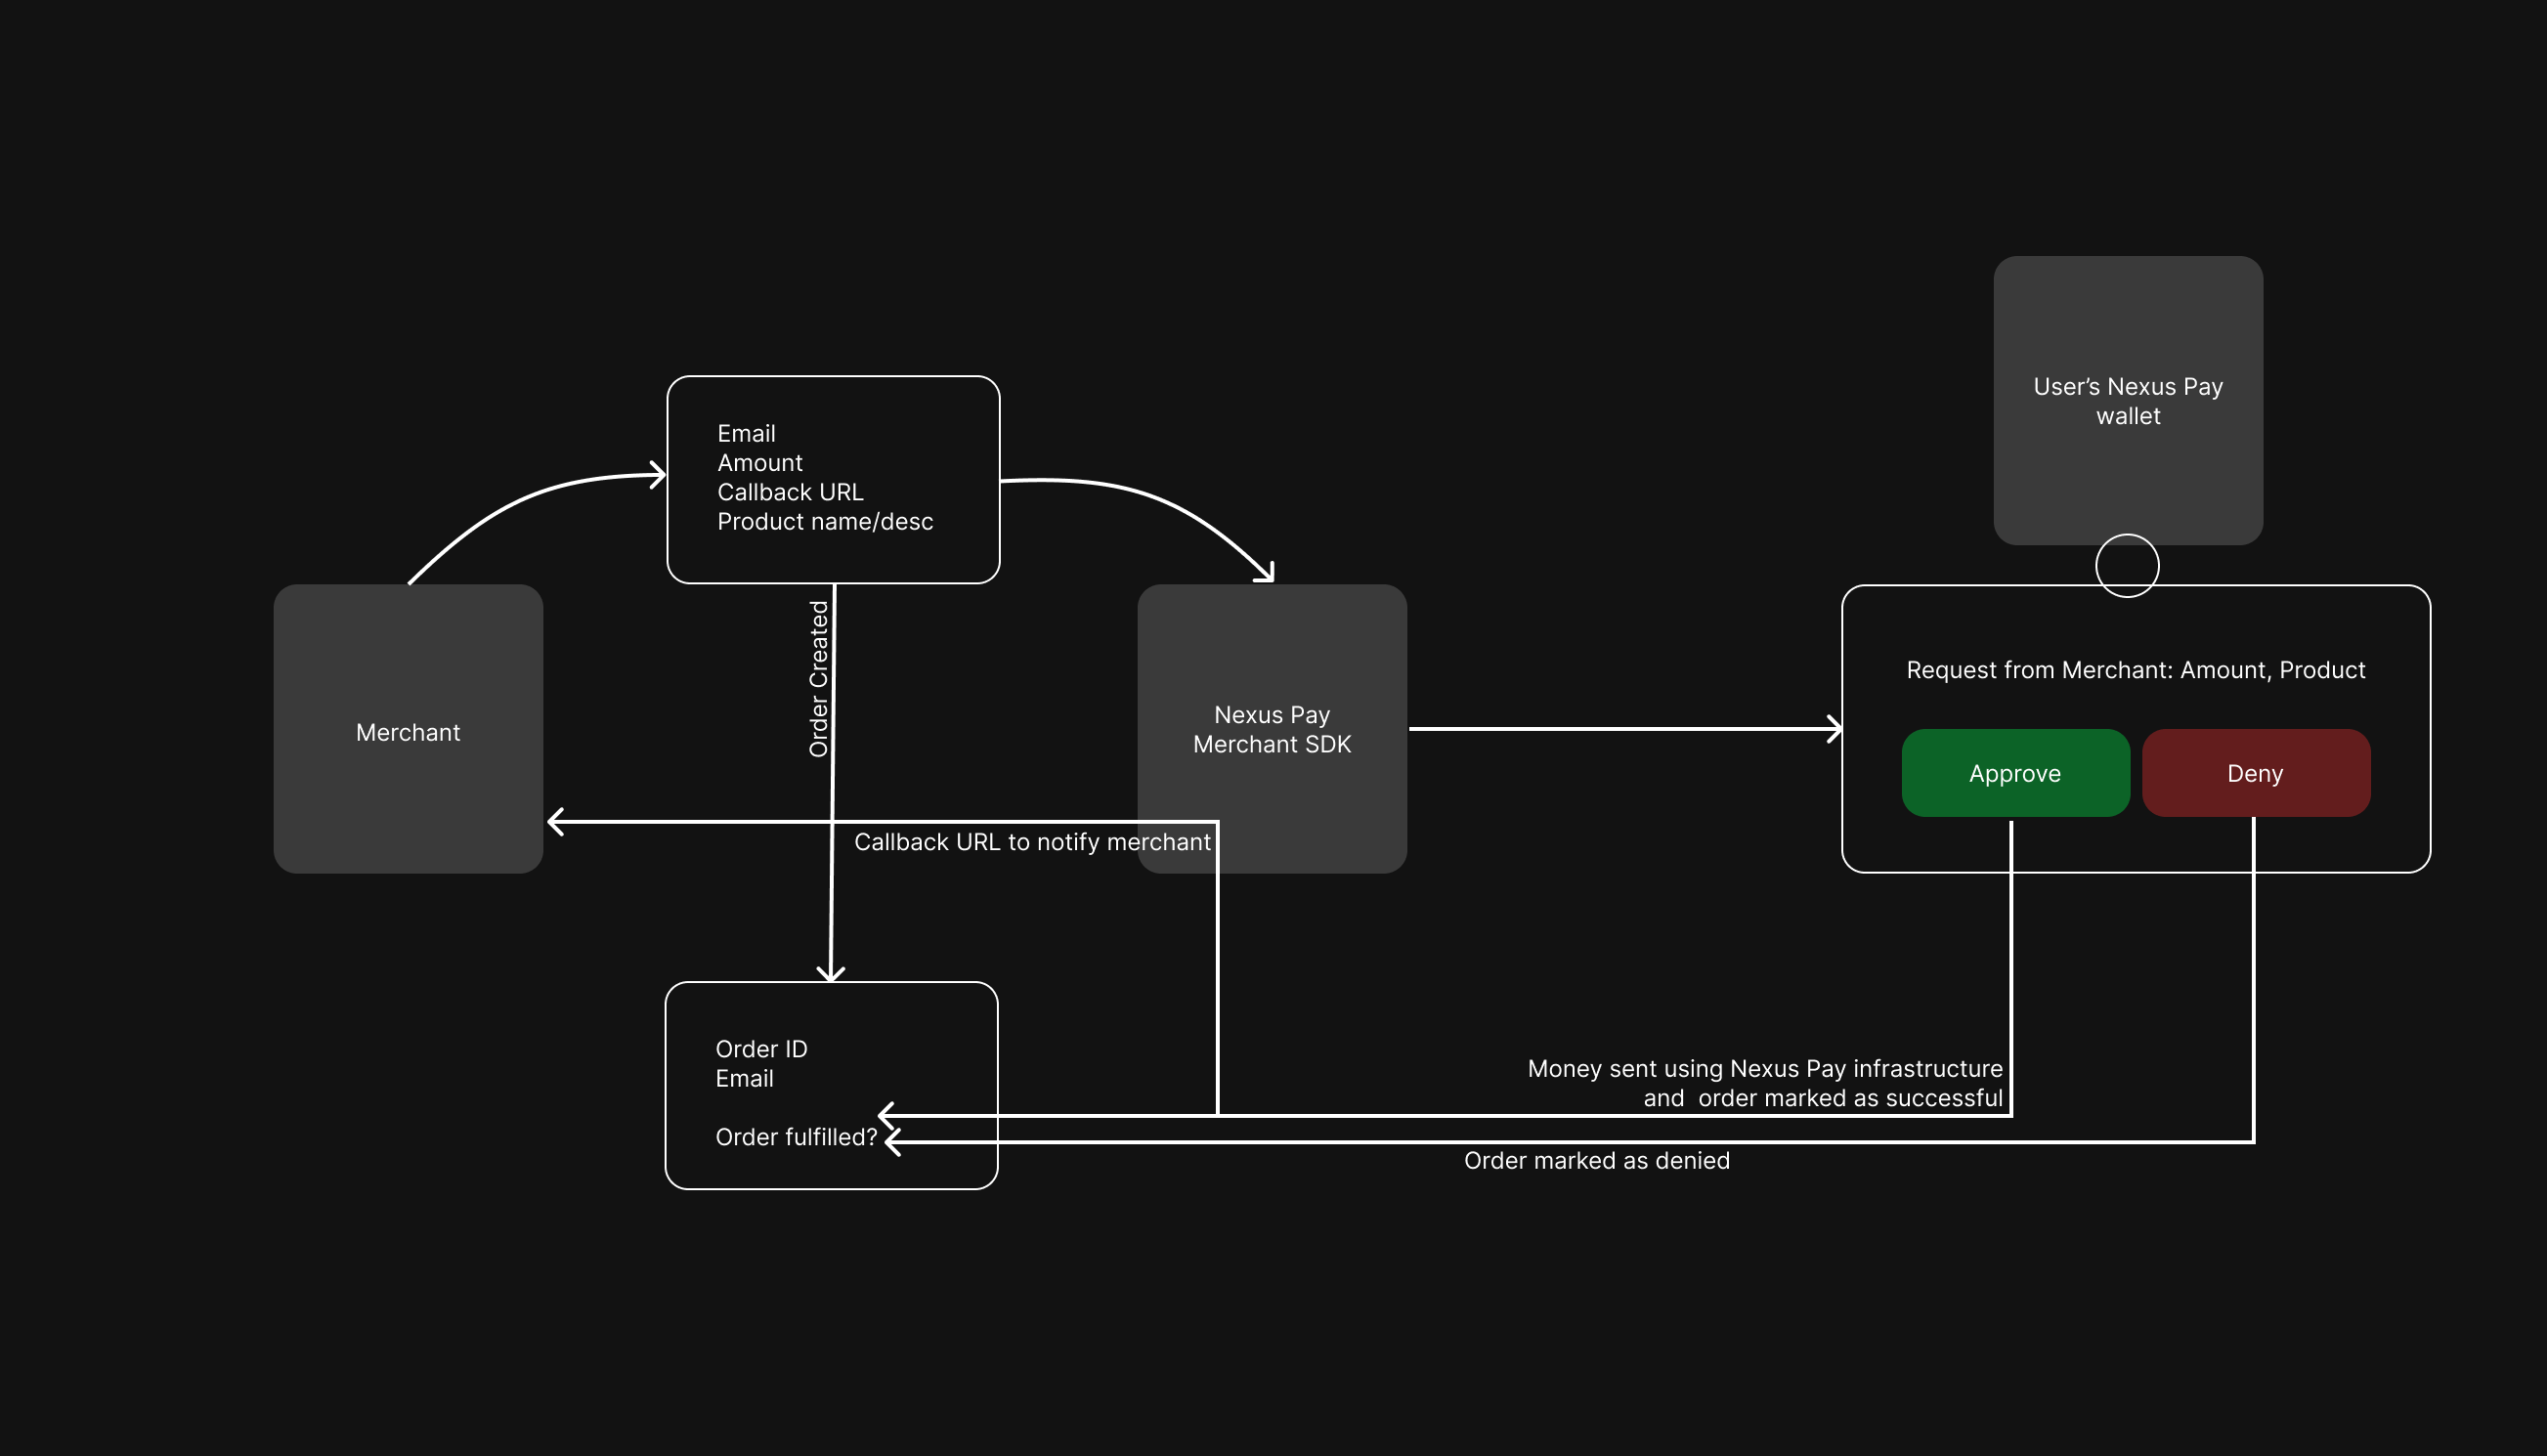 User’s Nexus Pay
wallet
Email
Amount
Callback URL
Product name/desc
Order Created
Merchant
Nexus Pay
Merchant SDK
Request from Merchant: Amount, Product
Approve
Deny
Callback URL to notify merchant
Order ID
Email
Order fulfilled?
Money sent using Nexus Pay infrastructure
and  order marked as successful
Order marked as denied